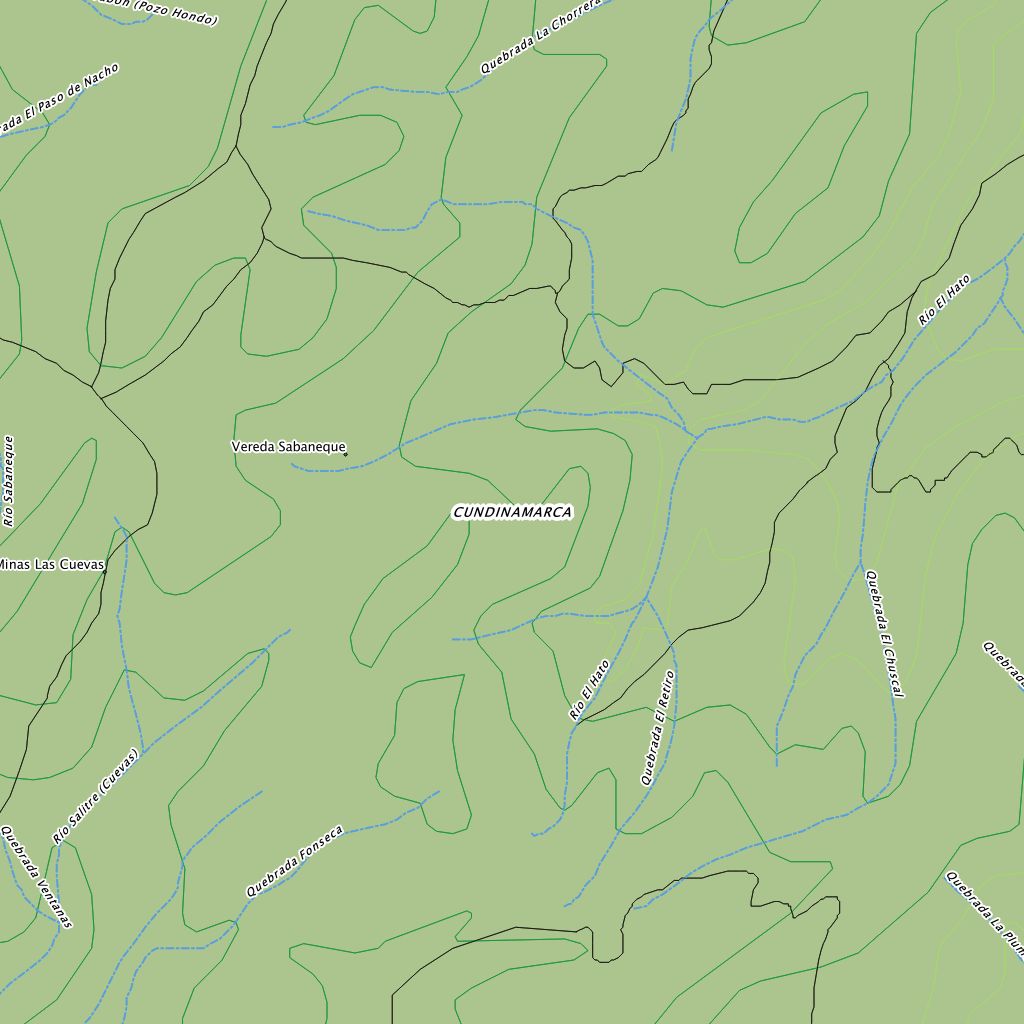 (Pozo Hondo)
Quebrada La Chorrera
El Paso de Nacho
Río El Hato
Río Sabaneque
Vereda Sabaneque
CUNDINAMARCA
Minas Las Cuevas
Quebrada El Chuscal
Río El Hato
Quebrada El Retiro
Río Salitre (Cuevas)
Quebrada Ventanas
Quebrada Fonseca
Quebrada La